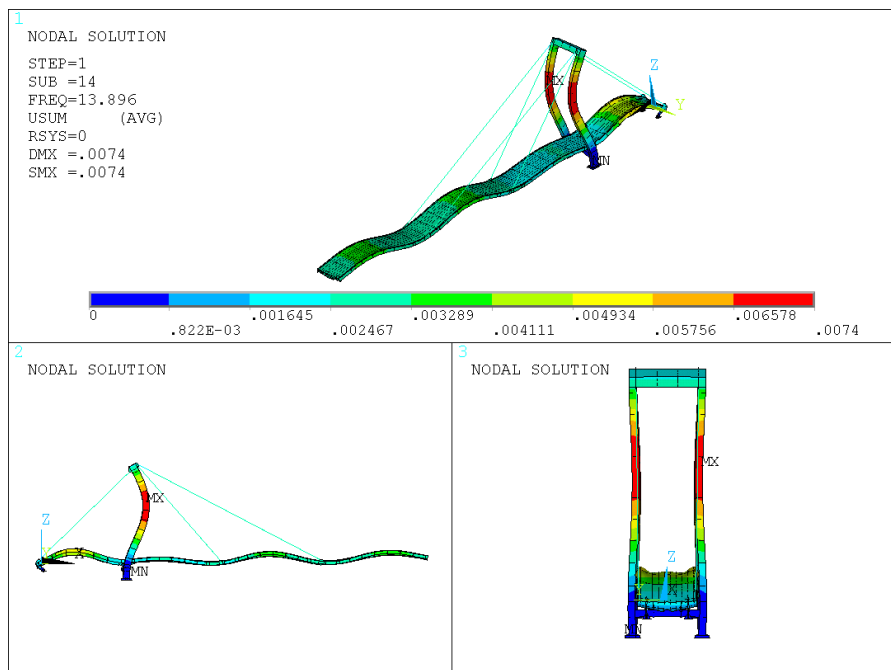 1
NODAL SOLUTION
STEP=1
SUB =14
FREQ=13.896
USUM (AVG)
RSYS=0
DMX =.0074
SMX =.0074
MX
Z
Y
MN
0 .001645 .003289 .004934 .006578
.822E-03 .002467 .004111 .005756 .0074
2
NODAL SOLUTION
MX
Z
Y X
MN
3
NODAL SOLUTION
MX
Z
Y X
MN